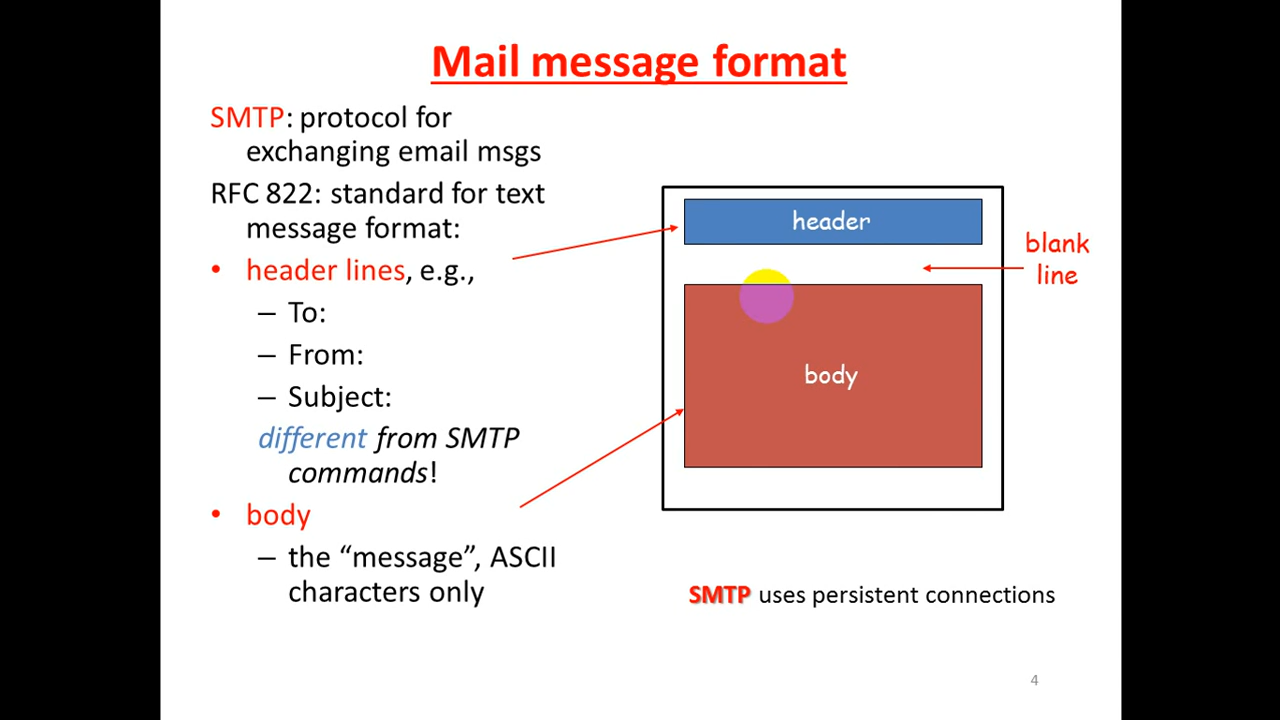 Mail message format
SMTP: protocol for
exchanging email msgs
RFC 822: standard for text
message format:
• header lines, e.g.,
– To:
– From:
– Subject:
different from SMTP
commands!
• body
– the “message”, ASCII
characters only
header
blank
line
body
SMTP uses persistent connections
4